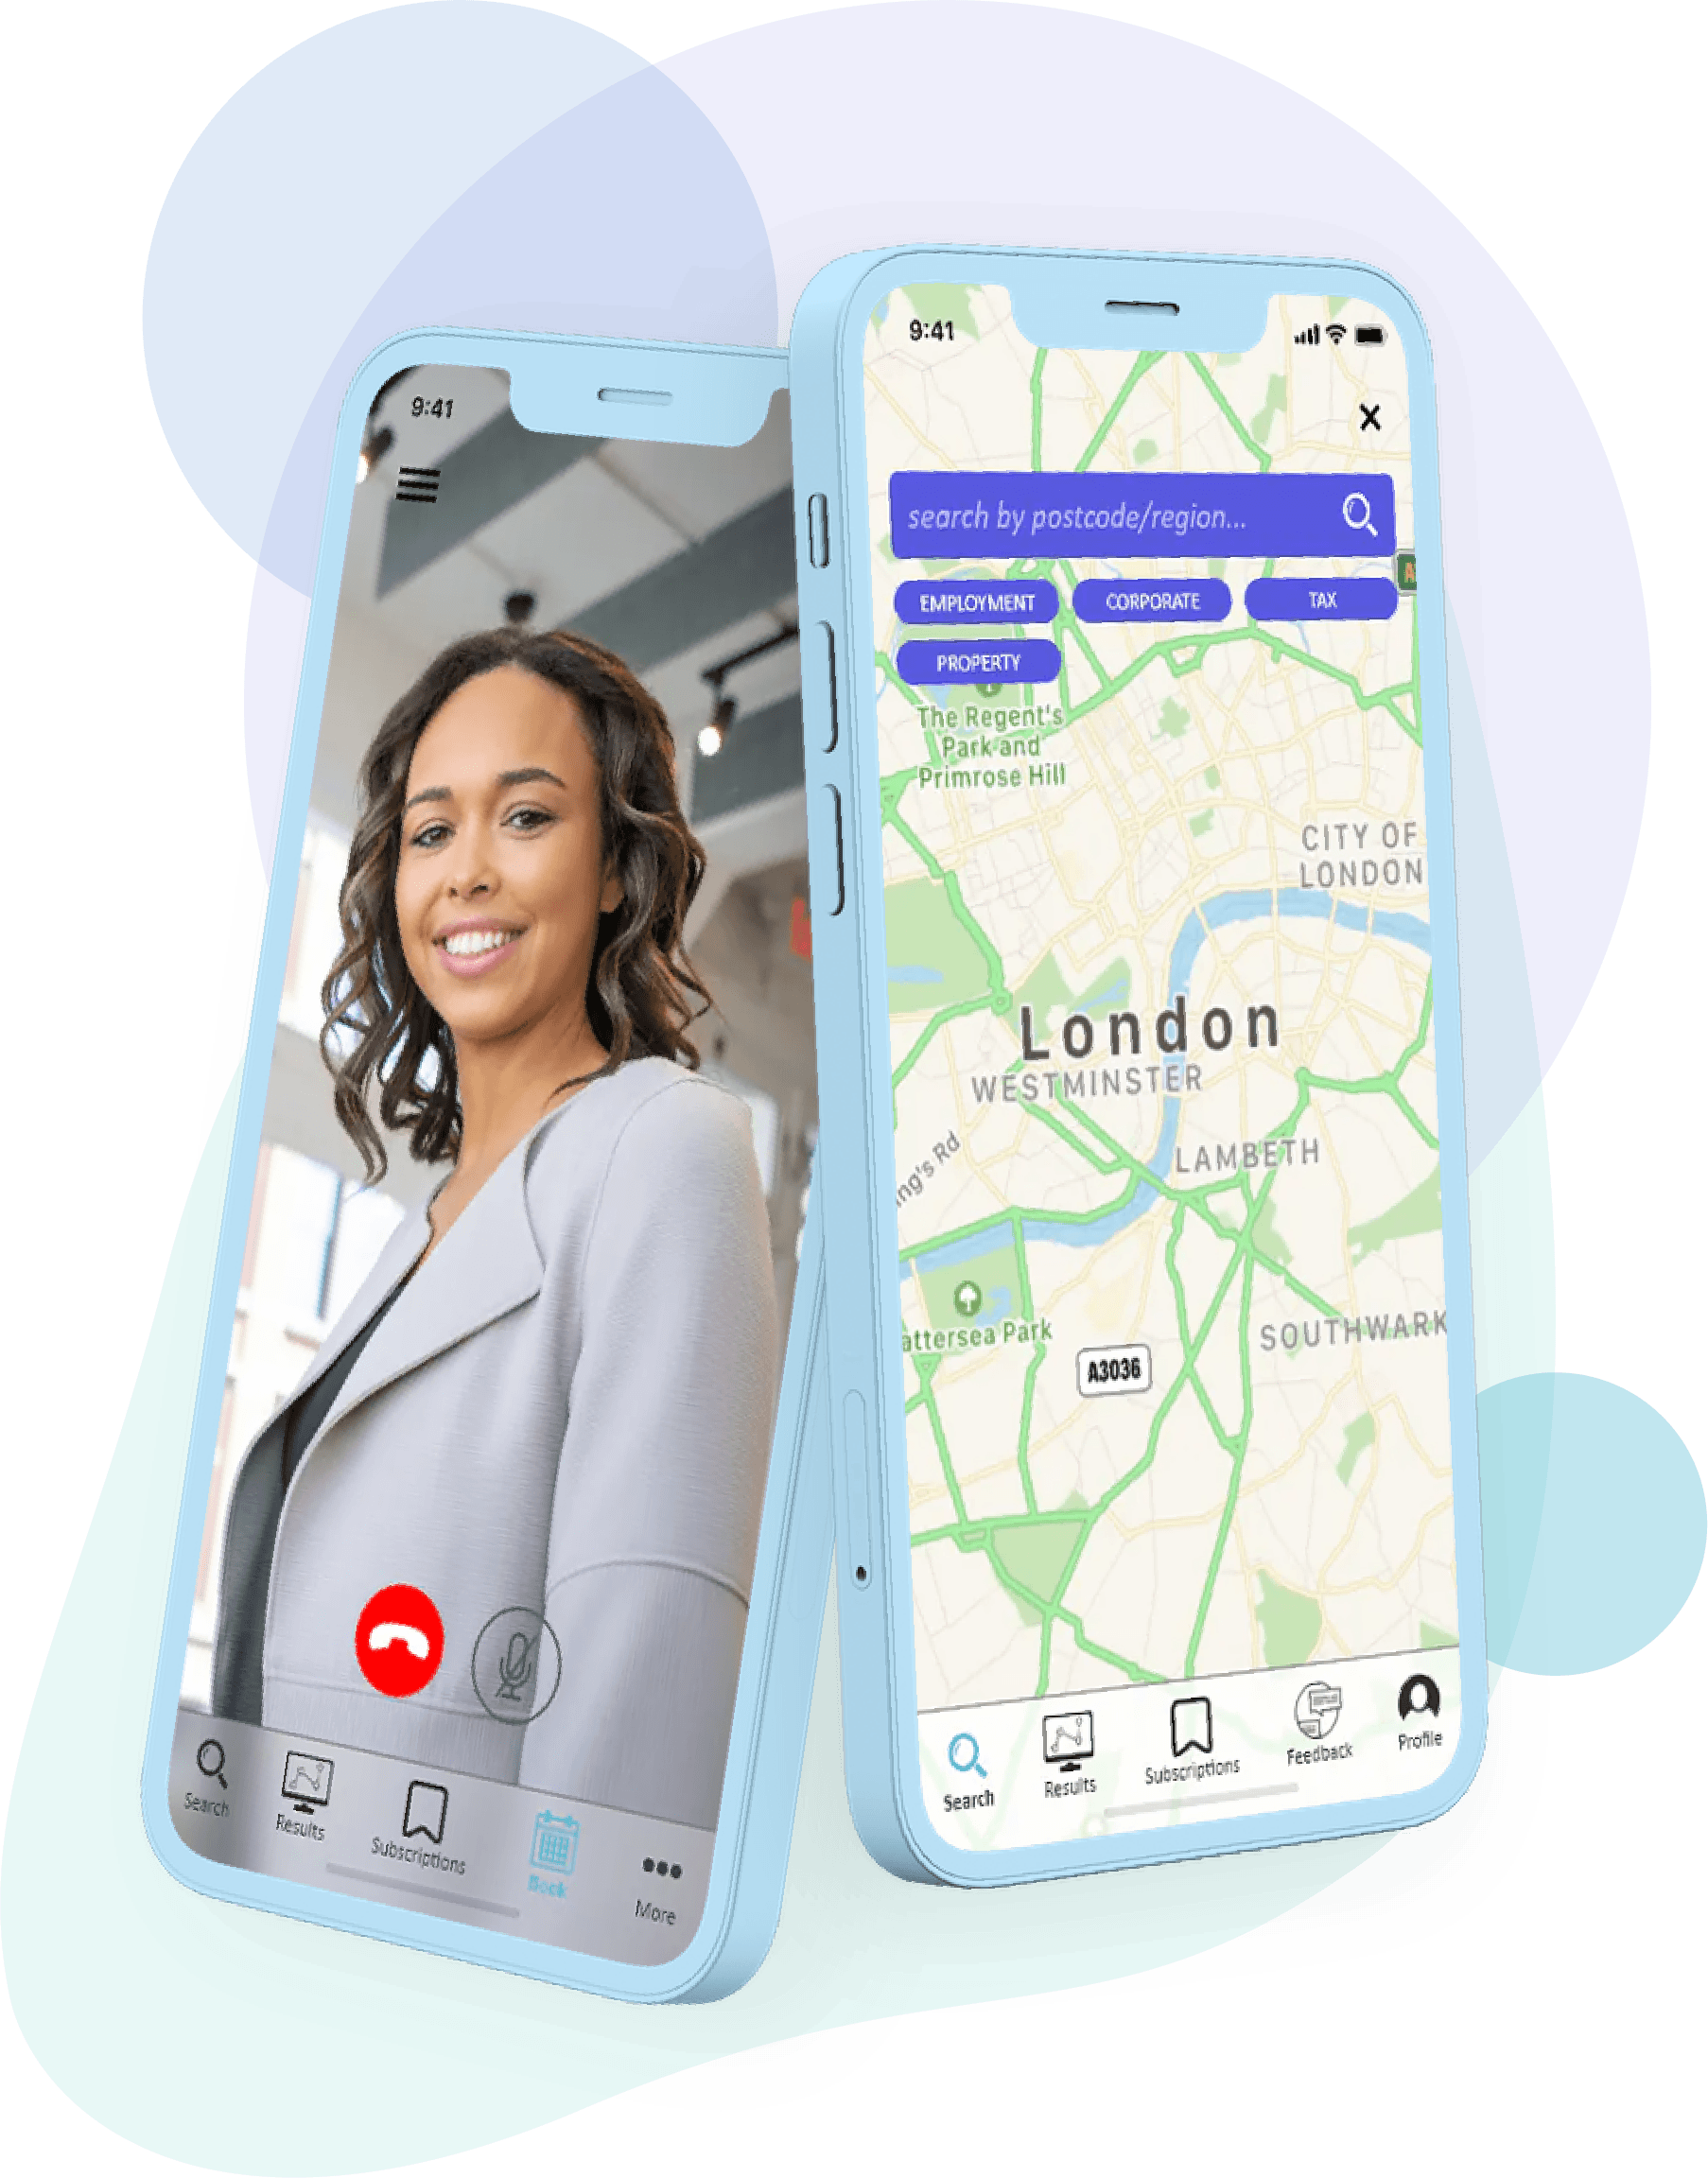 9:41
Search
Results
Subscriptions
Book
More
9:41
X
search by postcode/region...
EMPLOYMENT
CORPORATE
TAX
PROPERTY
The Regent's
Park and
Primrose Hill
CITY OF
LONDON
London
WESTMINSTER
LAMBETH
ng's Rd
attersea Park
A3036
SOUTHWARK
Search
Results
Subscriptions
Feedback
Profile